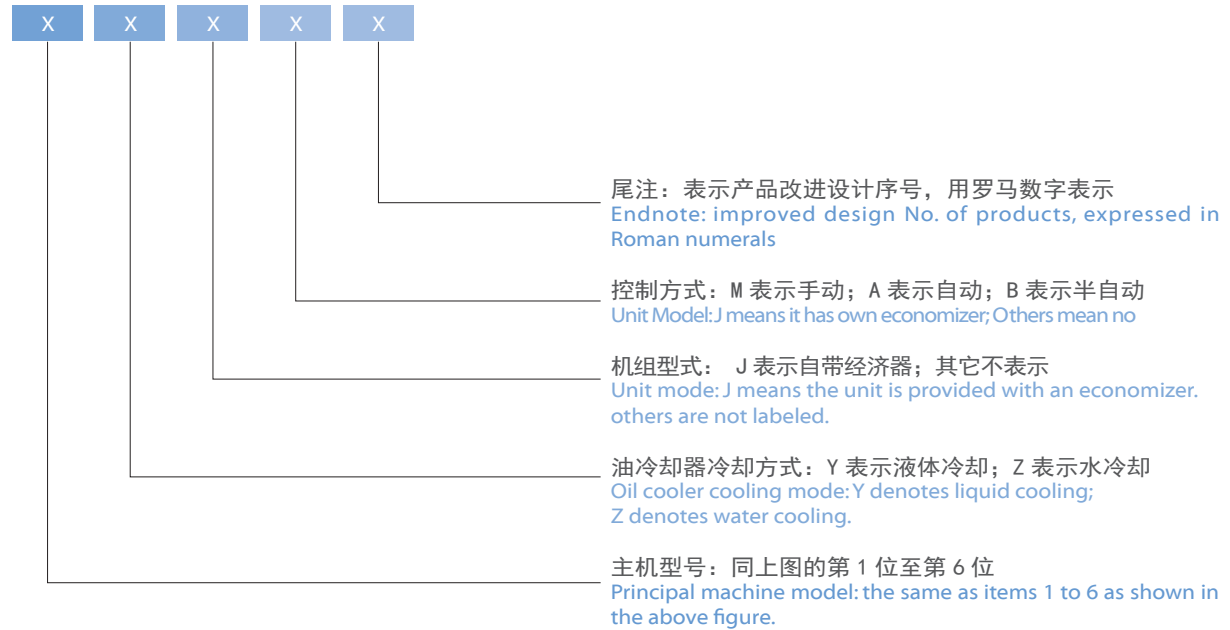 X X X X X
尾注：表示产品改进设计序号，用罗马数字表示
Endnote: improved design No. of products, expressed in
Roman numerals
控制方式：M 表示手动；A 表示自动；B 表示半自动
Unit Model:J means it has own economizer; Others mean no
机组型式： J 表示自带经济器；其它不表示
Unit mode: J means the unit is provided with an economizer.
others are not labeled.
油冷却器冷却方式：Y 表示液体冷却；Z 表示水冷却
Oil cooler cooling mode: Y denotes liquid cooling;
Z denotes water cooling.
主机型号：同上图的第 1 位至第 6 位
Principal machine model: the same as items 1 to 6 as shown in
the above figure.